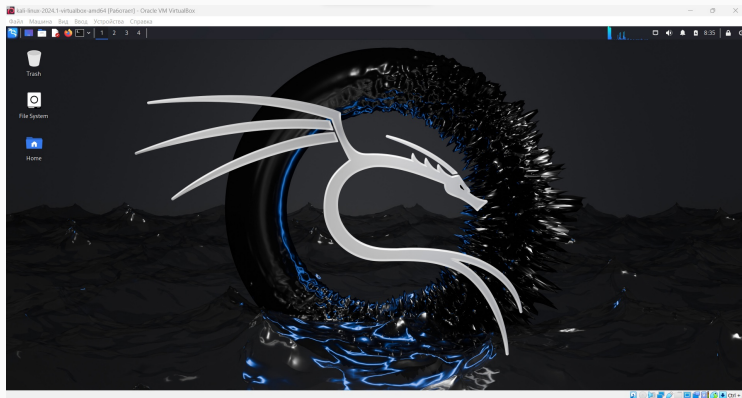 kali-linux-2024.1-virtualbox-amd64 [Работает] - Oracle VM VirtualBox
Файл Машина Вид Ввод Устройства Справка
1 2 3 4
8:35
Trash
File System
Home
Ctrl +